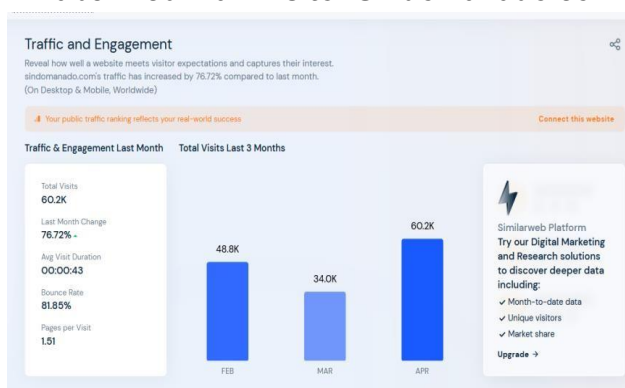 Traffic and Engagement
Reveal how well a website meets visitor expectations and captures their interest.
sindomanado.com's traffic has increased by 76.72% compared to last month.
(On Desktop & Mobile, Worldwide)
Your public traffic ranking reflects your real-world success
Connect this website
Traffic & Engagement Last Month
Total Visits Last 3 Months
Total Visits
60.2K
Last Month Change
76.72%
Avg Visit Duration
00:00:43
Bounce Rate
81.85%
Pages per Visit
1.51
48.8K
34.0K
60.2K
FEB
MAR
APR
Similarweb Platform
Try our Digital Marketing
and Research solutions
to discover deeper data
including:
✓ Month-to-date data
✓ Unique visitors
✓ Market share
Upgrade →